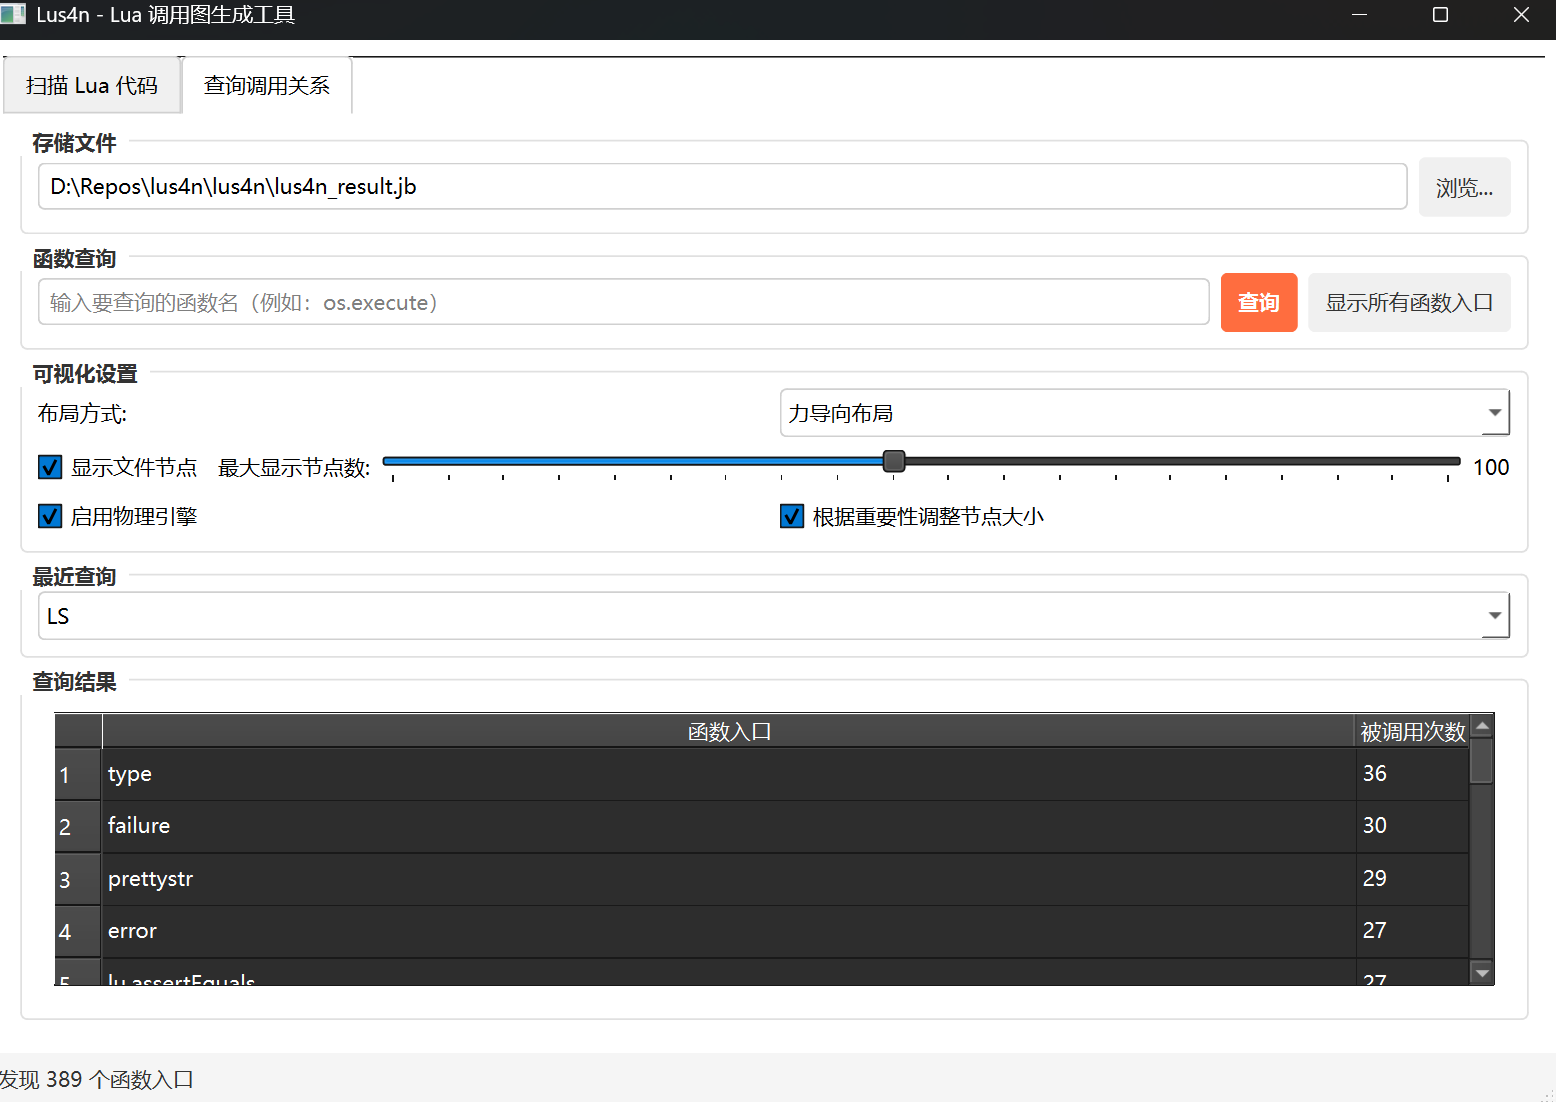 Lus4n - Lua 调用图生成工具
扫描 Lua 代码
查询调用关系
存储文件
D:\Repos\lus4n\lus4n\lus4n_result.jb
浏览...
函数查询
输入要查询的函数名（例如：os.execute）
查询
显示所有函数入口
可视化设置
布局方式:
力导向布局
显示文件节点
最大显示节点数:
100
启用物理引擎
根据重要性调整节点大小
最近查询
LS
查询结果
函数入口 被调用次数
1 type 36
2 failure 30
3 prettystr 29
4 error 27
5 lu.assertEquals 27
发现 389 个函数入口